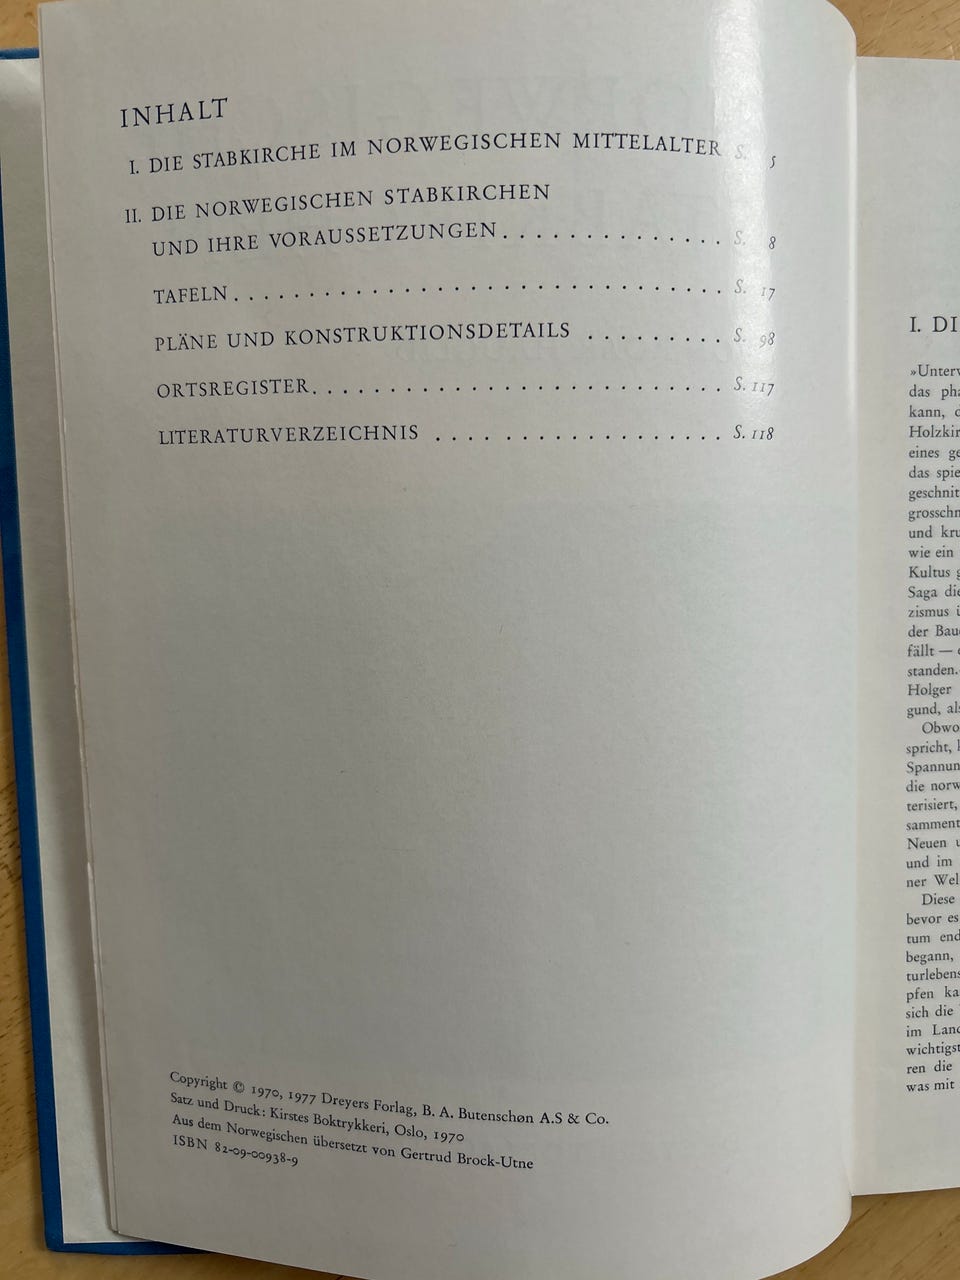 INHALT
I. DIE STABKIRCHE IM NORWEGISCHEN MITTELALTER S. 5
II. DIE NORWEGISCHEN STABKIRCHEN
UND IHRE VORAUSSETZUNGEN. . . . . . . . . . . . . . S. 8
TAFELN. . . . . . . . . . . . . . . . . . . . . . . . . . . . . . . . S. 17
PLÄNE UND KONSTRUKTIONSDETAILS . . . . . . . . . S. 98
ORTSREGISTER. . . . . . . . . . . . . . . . . . . . . . . . . . . S. 117
LITERATURVERZEICHNIS . . . . . . . . . . . . . . . . . . . S. 118
Copyright © 1970, 1977 Dreyers Forlag, B. A. Butenschøn A.S & Co.
Satz und Druck: Kirstes Boktrykkeri, Oslo, 1970
Aus dem Norwegischen übersetzt von Gertrud Brock-Utne
ISBN 82-09-00938-9
I. DI
»Unterw
das pha
kann, d
Holzkir
eines ge
das spie
geschnit
grosschn
und kru
wie ein
Kultus g
Saga die
zismus ü
der Bau
fällt —
standen.
Holger
gund, als
Obwo
spricht, k
Spannun
die norw
terisiert,
samment
Neuen u
und im
ner Wel
Diese
bevor es
tum end
begann,
turlebens
pfen ka
sich die
im Land
wichtigst
ren die
was mit